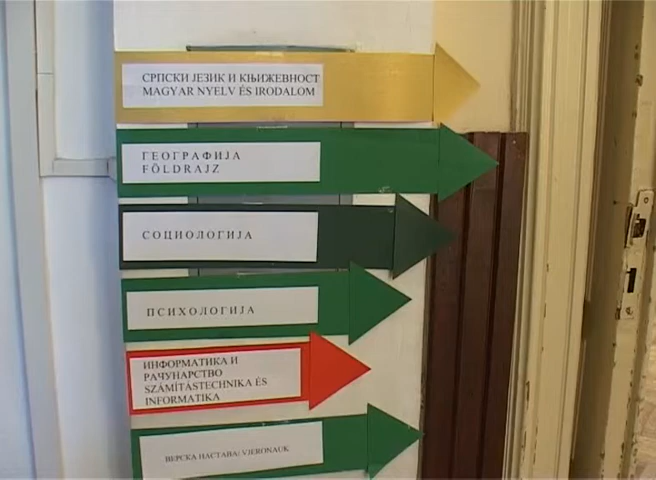 СРПСКИ ЈЕЗИК И КЊИЖЕВНОСТ
MAGYAR NYELV ÉS IRODALOM
ГЕОГРАФИЈА
FÖLDRAJZ
СОЦИОЛОГИЈА
ПСИХОЛОГИЈА
ИНФОРМАТИКА И
РАЧУНАРСТВО
SZÁMÍTÁSTECHNIKA ÉS
INFORMATIKA
ВЕРСКА НАСТАВА/ VJERONAUK